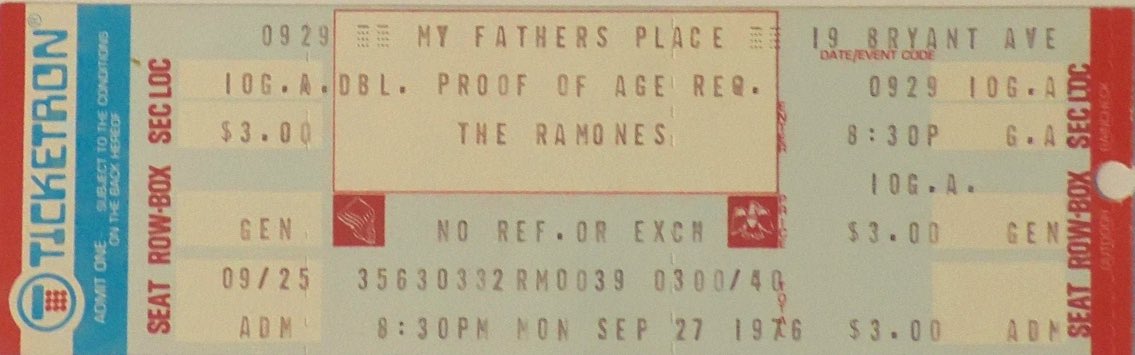 TICKETRON®
ADMIT ONE. SUBJECT TO THE CONDITIONS
ON THE BACK HEREOF
SEAT ROW-BOX SEC LOC
0929 MY FATHERS PLACE 19 BRYANT AVE
DATE/EVENT CODE
10G.A. DBL. PROOF OF AGE REQ. 0929 10G.A
$3.00 THE RAMONES 8:30P G.A
10G.A.
GEN. NO REF. OR EXCH $3.00 GEN
09/25 35630332 RM0039 0300/40
ADM 8:30PM MON SEP 27 1976 $3.00 ADM
SEAT ROW-BOX SEC LOC